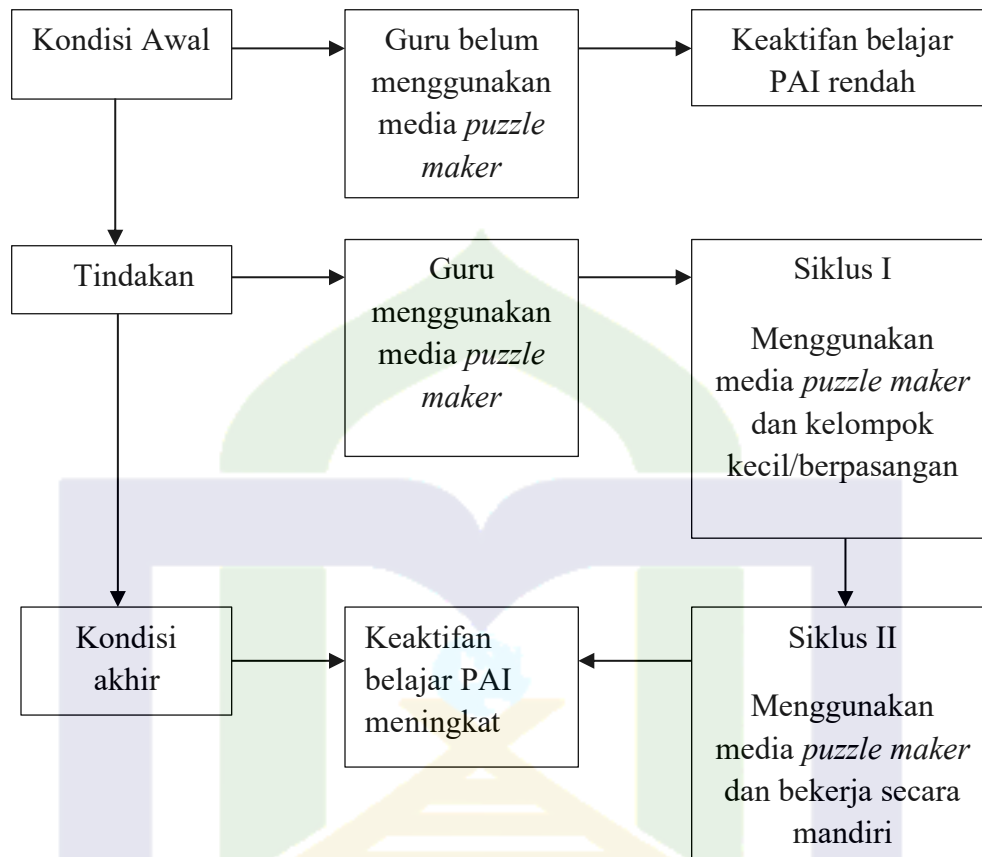 Kondisi Awal
Guru belum
menggunakan
media puzzle
maker
Keaktifan belajar
PAI rendah
Tindakan
Guru
menggunakan
media puzzle
maker
Siklus I
Menggunakan
media puzzle maker
dan kelompok
kecil/berpasangan
Kondisi
akhir
Keaktifan
belajar PAI
meningkat
Siklus II
Menggunakan
media puzzle maker
dan bekerja secara
mandiri